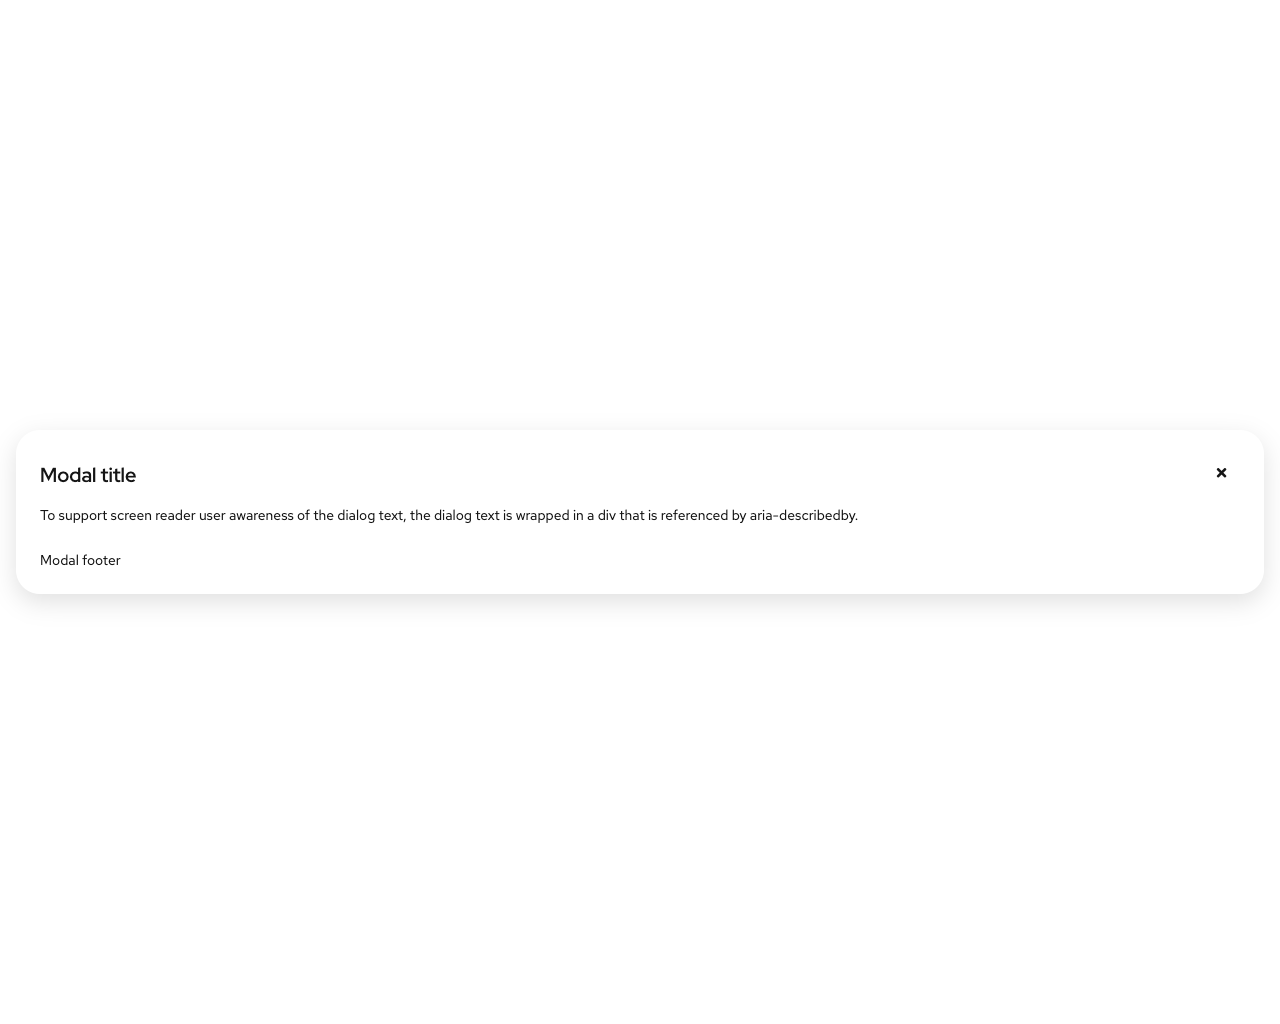 Modal title
To support screen reader user awareness of the dialog text, the dialog text is wrapped in a div that is referenced by aria-describedby.
Modal footer